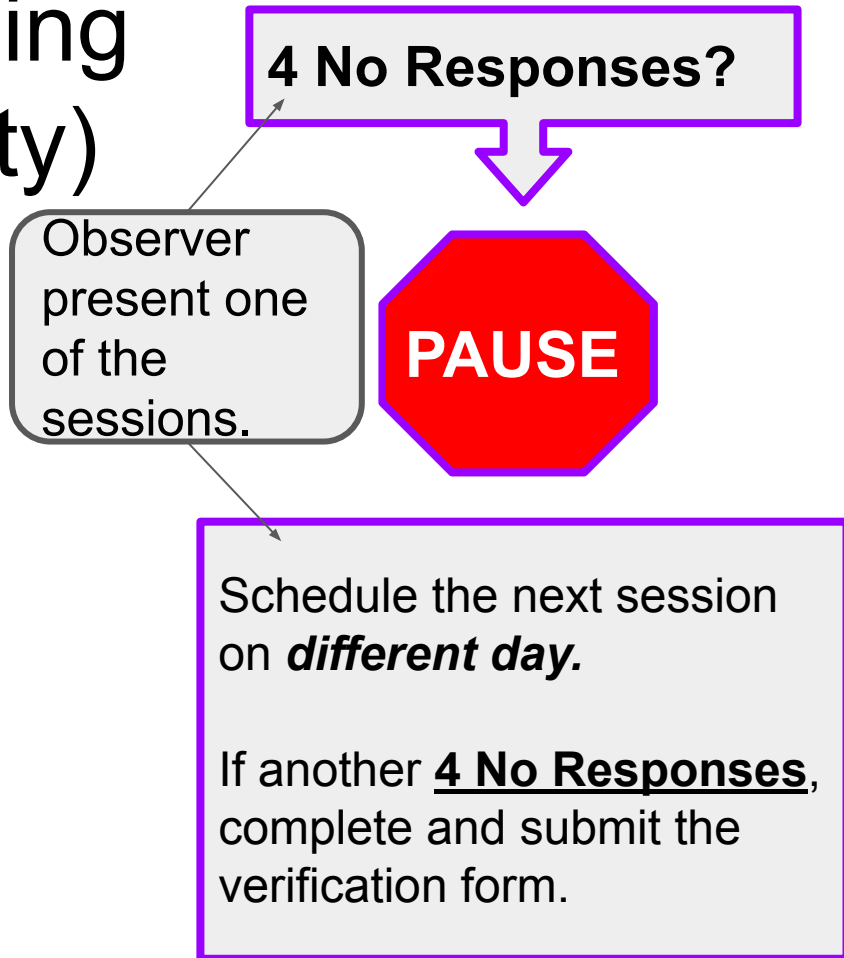 ing
ty)
4 No Responses?
Observer
present one
of the
sessions.
PAUSE
Schedule the next session
on different day.
If another 4 No Responses,
complete and submit the
verification form.